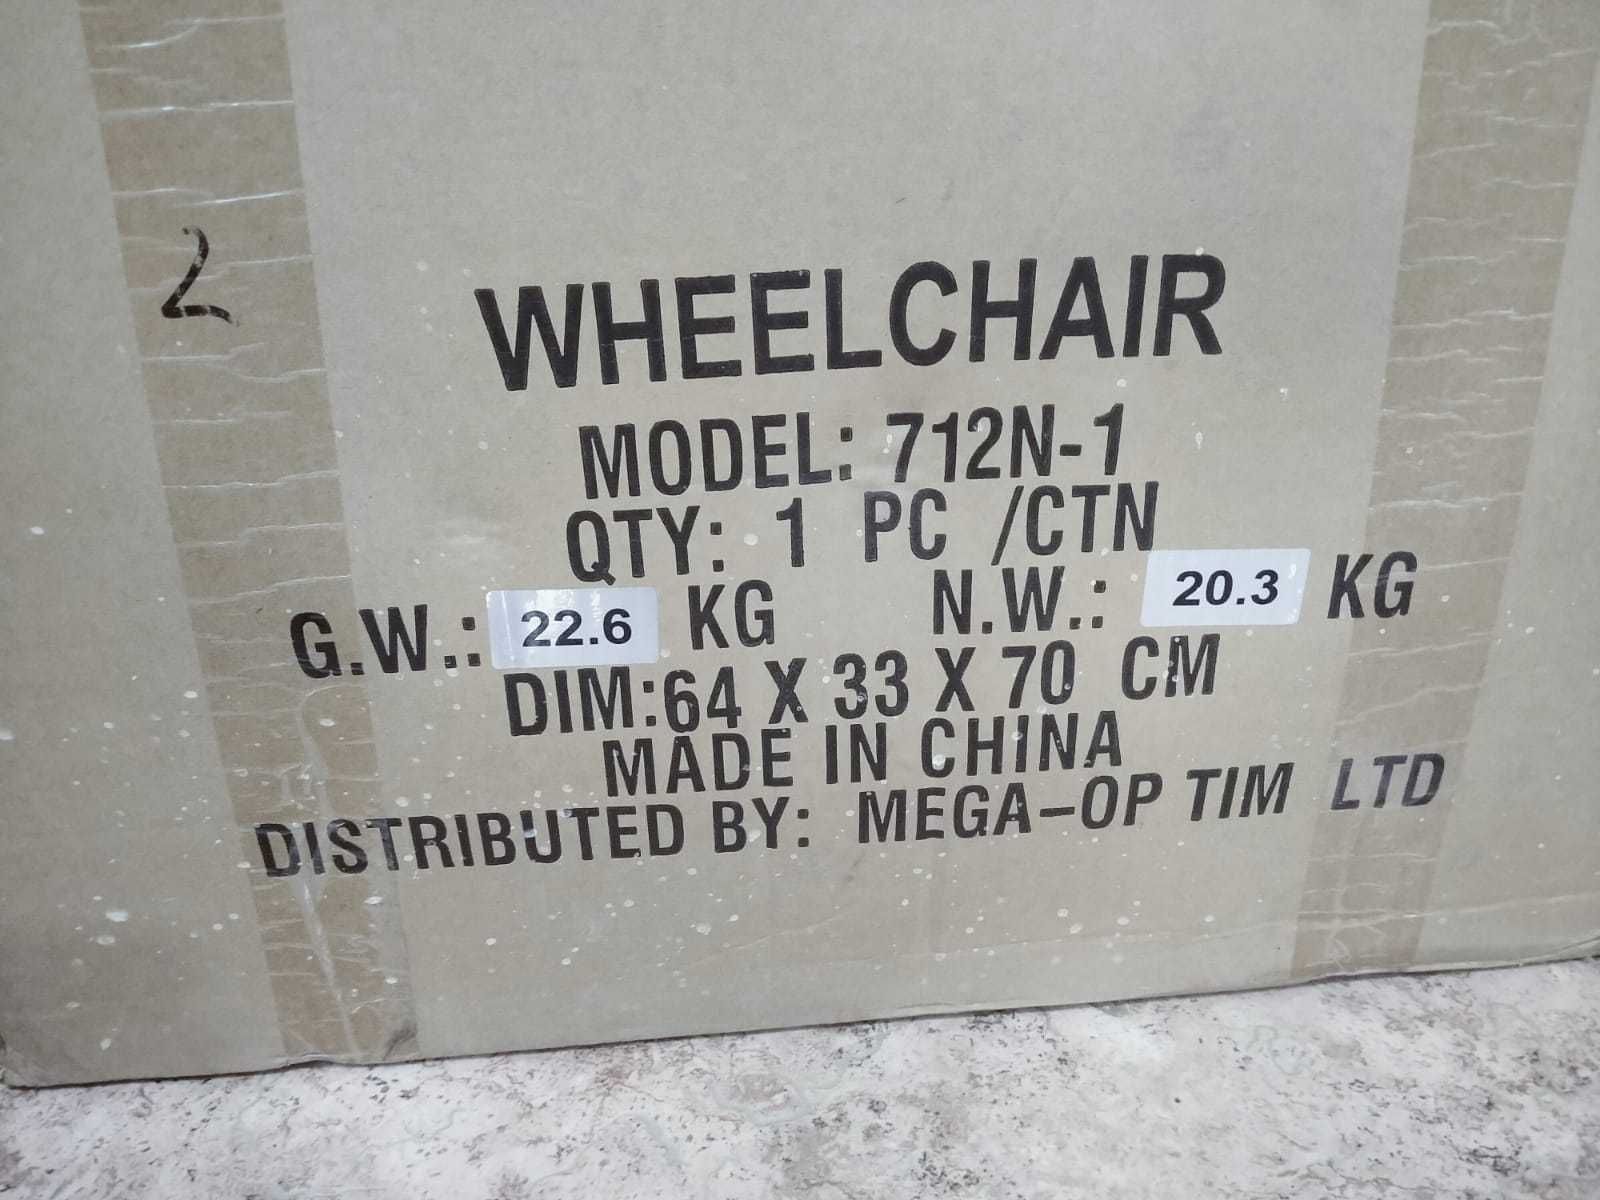 2
WHEELCHAIR
MODEL: 712N-1
QTY: 1 PC /CTN
G.W.: 22.6 KG N.W.: 20.3 KG
DIM:64 X 33 X 70 CM
MADE IN CHINA
DISTRIBUTED BY: MEGA-OP TIM LTD